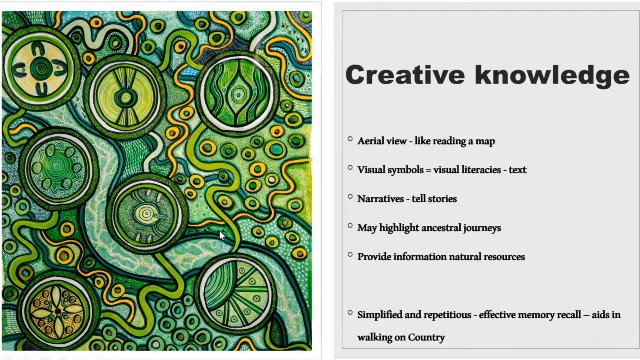 Creative knowledge
Aerial view - like reading a map
Visual symbols = visual literacies - text
Narratives - tell stories
May highlight ancestral journeys
Provide information natural resources
Simplified and repetitious - effective memory recall – aids in
walking on Country